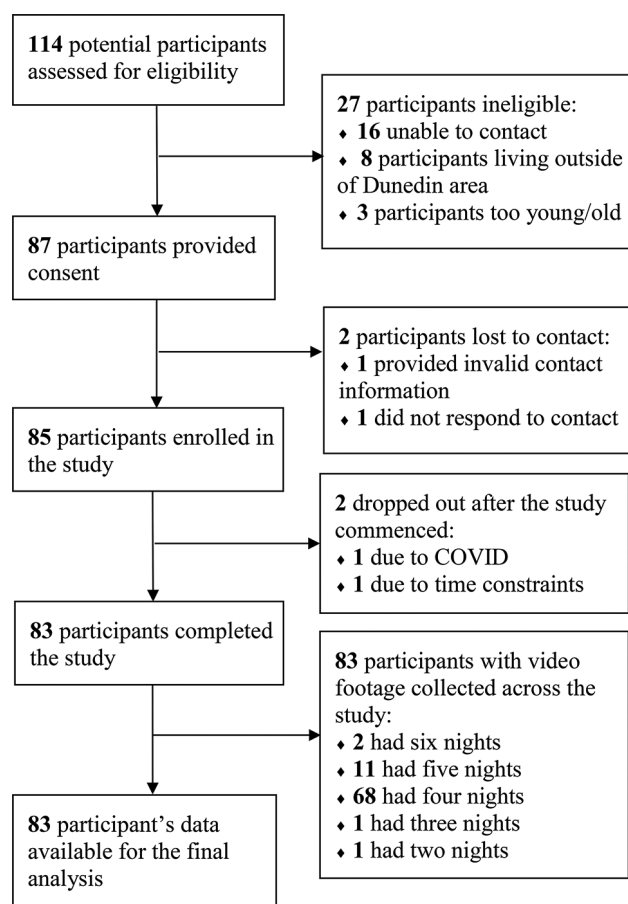 114 potential participants
assessed for eligibility
27 participants ineligible:
♦ 16 unable to contact
♦ 8 participants living outside
of Dunedin area
♦ 3 participants too young/old
87 participants provided
consent
2 participants lost to contact:
♦ 1 provided invalid contact
information
♦ 1 did not respond to contact
85 participants enrolled in
the study
2 dropped out after the study
commenced:
♦ 1 due to COVID
♦ 1 due to time constraints
83 participants completed
the study
83 participants with video
footage collected across the
study:
♦ 2 had six nights
♦ 11 had five nights
♦ 68 had four nights
♦ 1 had three nights
♦ 1 had two nights
83 participant’s data
available for the final
analysis